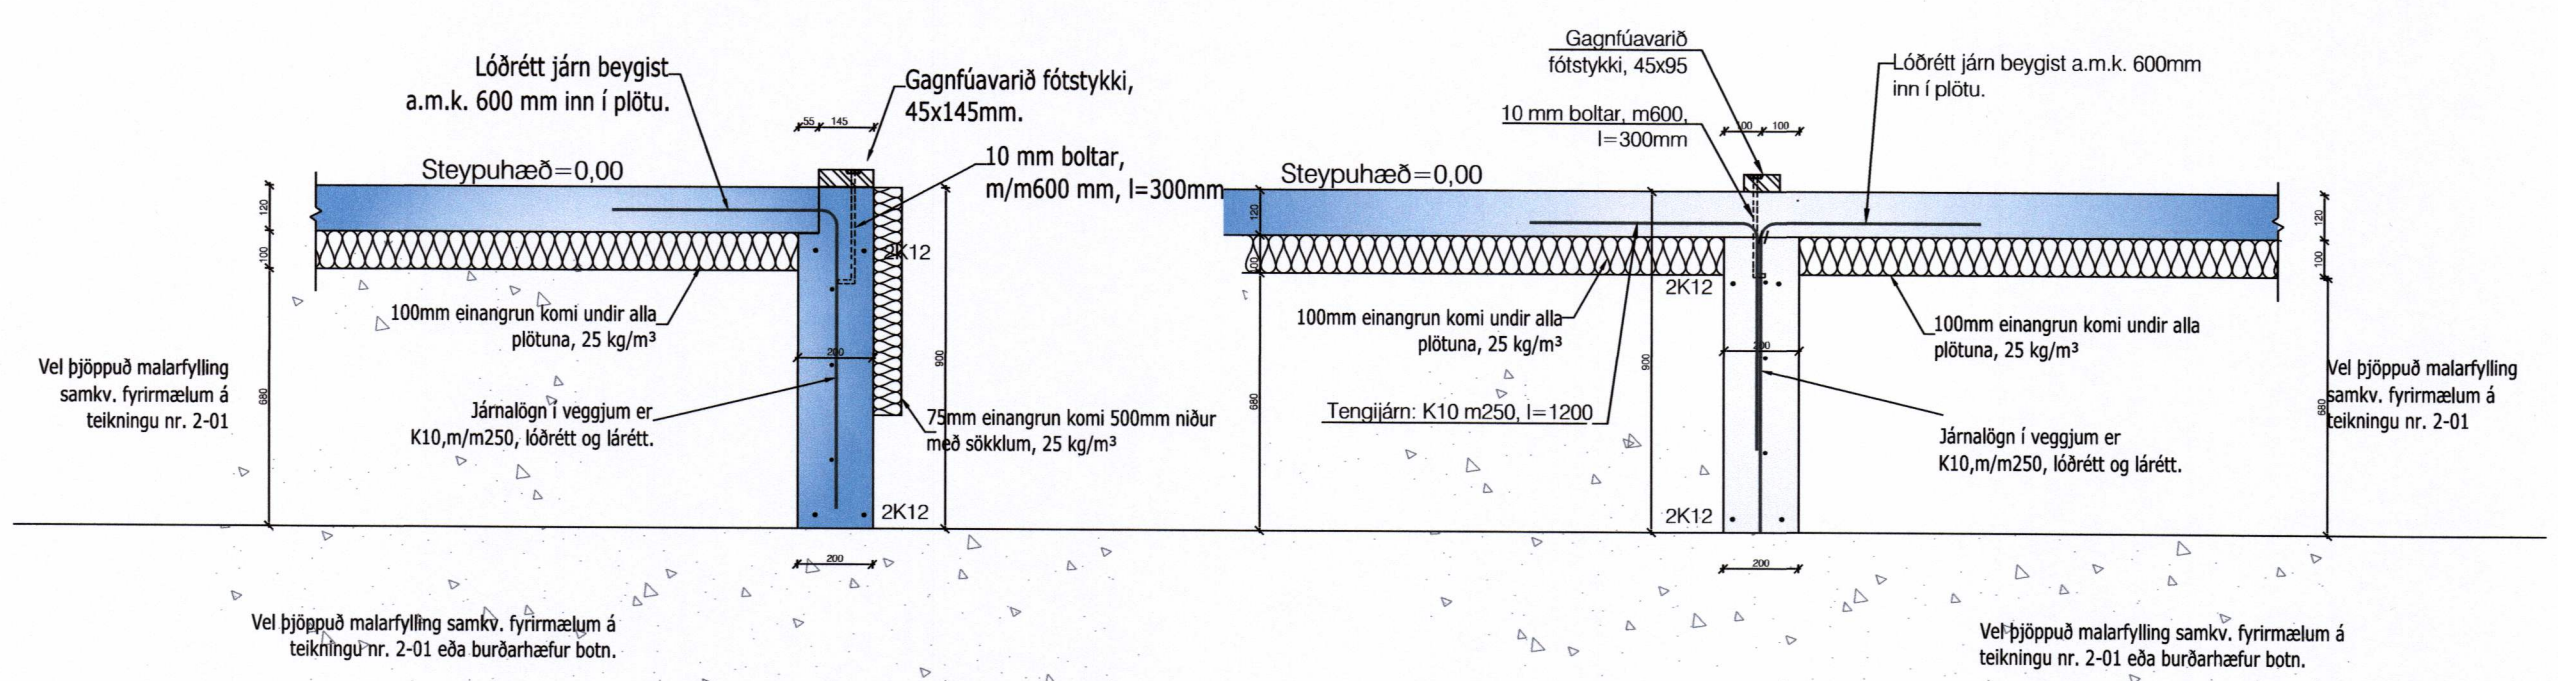 Lóðrétt járn beygist
a.m.k. 600 mm inn í plötu.
Gagnfúavarið fótstykki,
45x145mm.
55
145
10 mm boltar,
m/m600 mm, l=300mm
Steypuhæð=0,00
120
100
680
2K12
100mm einangrun komi undir alla
plötuna, 25 kg/m³
200
900
Vel þjöppuð malarfylling
samkv. fyrirmælum á
teikningu nr. 2-01
Járnalögn í veggjum er
K10,m/m250, lóðrétt og lárétt.
75mm einangrun komi 500mm niður
með sökklum, 25 kg/m³
2K12
200
Vel þjöppuð malarfylling samkv. fyrirmælum á
teikningu nr. 2-01 eða burðarhæfur botn.
Gagnfúavarið
fótstykki, 45x95
Lóðrétt járn beygist a.m.k. 600mm
inn í plötu.
10 mm boltar, m600,
l=300mm
100
100
Steypuhæð=0,00
120
100
680
120
100
680
2K12
100mm einangrun komi undir alla
plötuna, 25 kg/m³
100mm einangrun komi undir alla
plötuna, 25 kg/m³
200
900
Vel þjöppuð malarfylling
samkv. fyrirmælum á
teikningu nr. 2-01
Tengijárn: K10 m250, l=1200
Járnalögn í veggjum er
K10,m/m250, lóðrétt og lárétt.
2K12
200
Vel þjöppuð malarfylling samkv. fyrirmælum á
teikningu nr. 2-01 eða burðarhæfur botn.